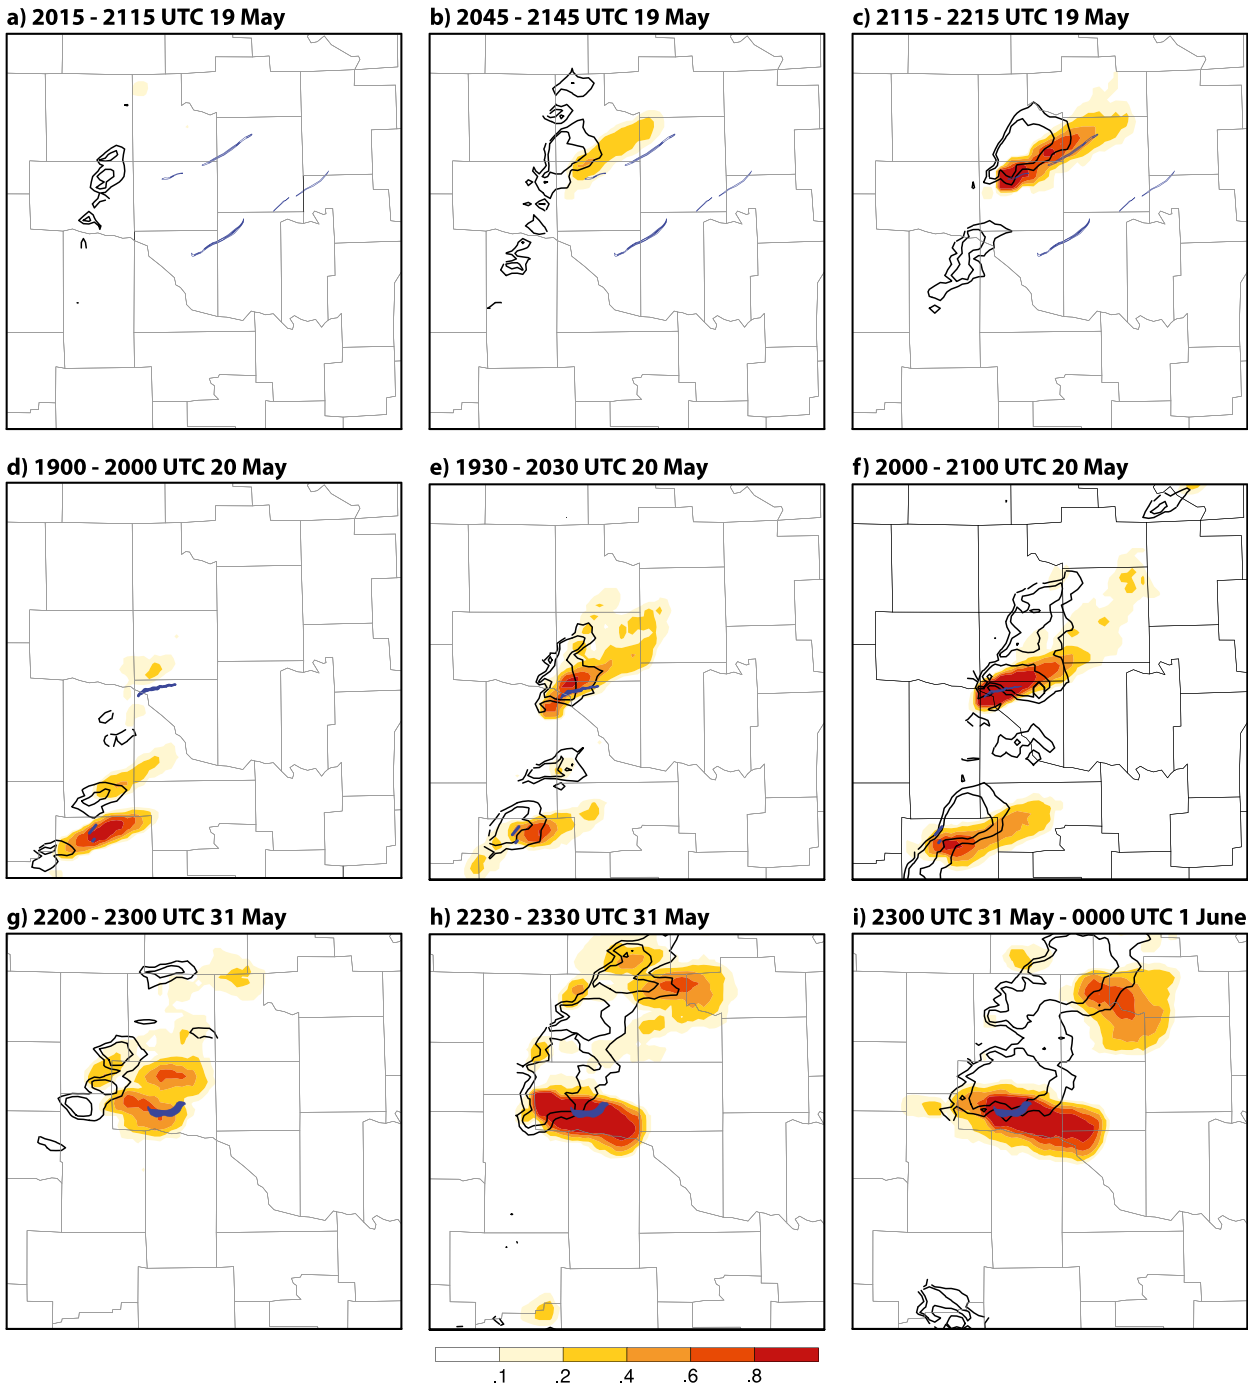 a) 2015 - 2115 UTC 19 May
b) 2045 - 2145 UTC 19 May
c) 2115 - 2215 UTC 19 May
d) 1900 - 2000 UTC 20 May
e) 1930 - 2030 UTC 20 May
f) 2000 - 2100 UTC 20 May
g) 2200 - 2300 UTC 31 May
h) 2230 - 2330 UTC 31 May
i) 2300 UTC 31 May - 0000 UTC 1 June
.1 .2 .4 .6 .8